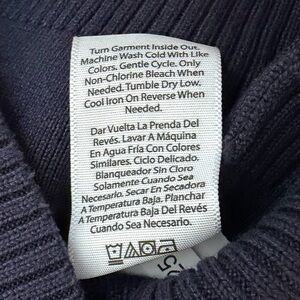 Turn Garment Inside Out.
Machine Wash Cold With Like
Colors. Gentle Cycle. Only
Non-Chlorine Bleach When
Needed. Tumble Dry Low.
Cool Iron On Reverse When
Needed.
Dar Vuelta La Prenda Del
Revés. Lavar A Máquina
En Agua Fría Con Colores
Similares. Ciclo Delicado.
Blanqueador Sin Cloro
Solamente Cuando Sea
Necesario. Secar En Secadora
A Temperatura Baja. Planchar
A Temperatura Baja Del Revés
Cuando Sea Necesario.